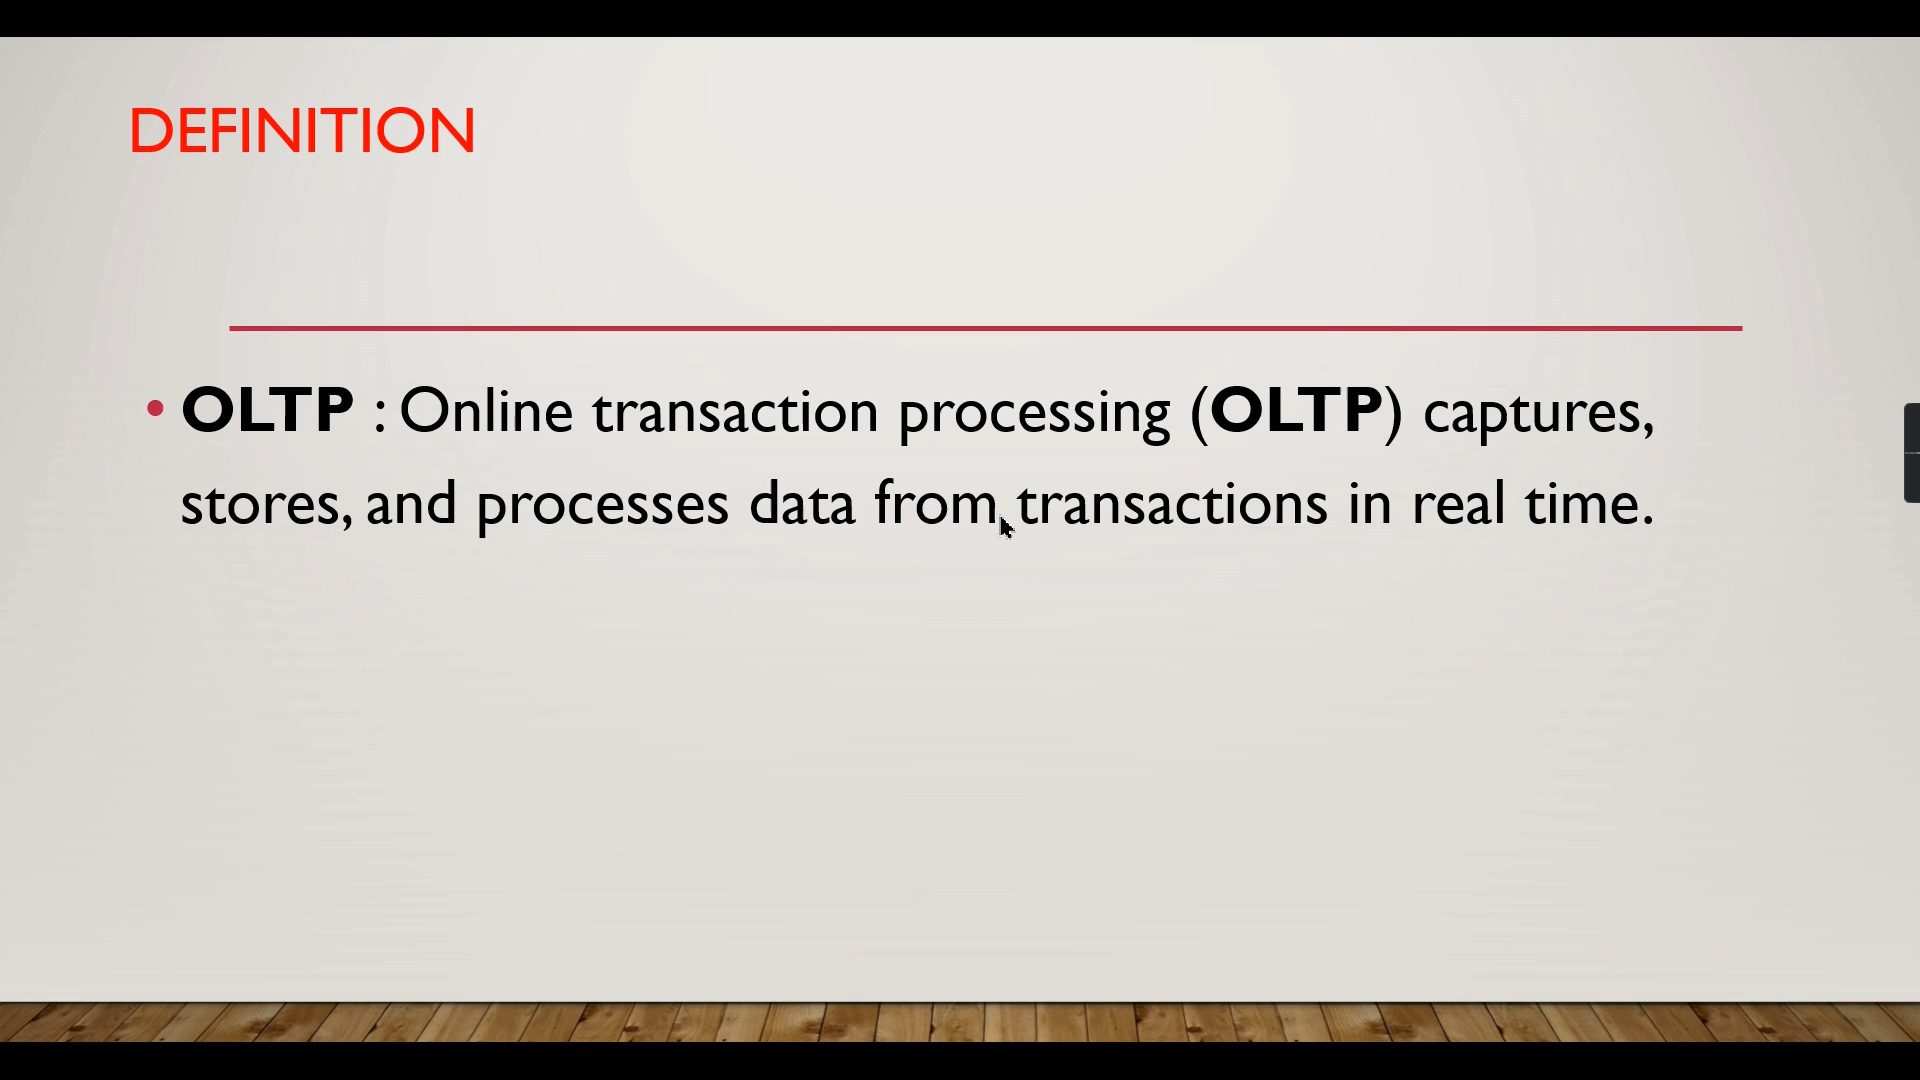 DEFINITION
• OLTP : Online transaction processing (OLTP) captures,
stores, and processes data from transactions in real time.